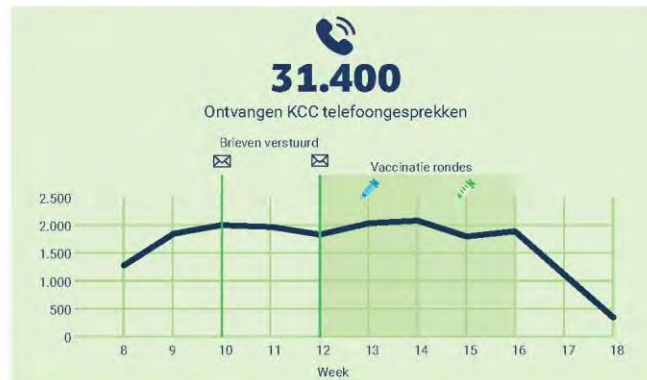 31.400
Ontvangen KCC telefoongesprekken
Brieven verstuurd
Vaccinatie rondes
2.500
2.000
1.500
1.000
500
0
8 9 10 11 12 13 14 15 16 17 18
Week